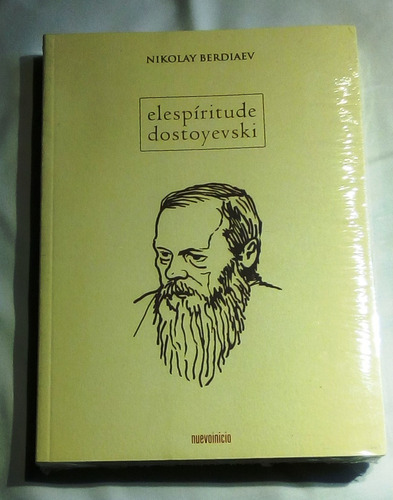 NIKOLAY BERDIAEV
elespíritude
dostoyevski
nuevoinicio